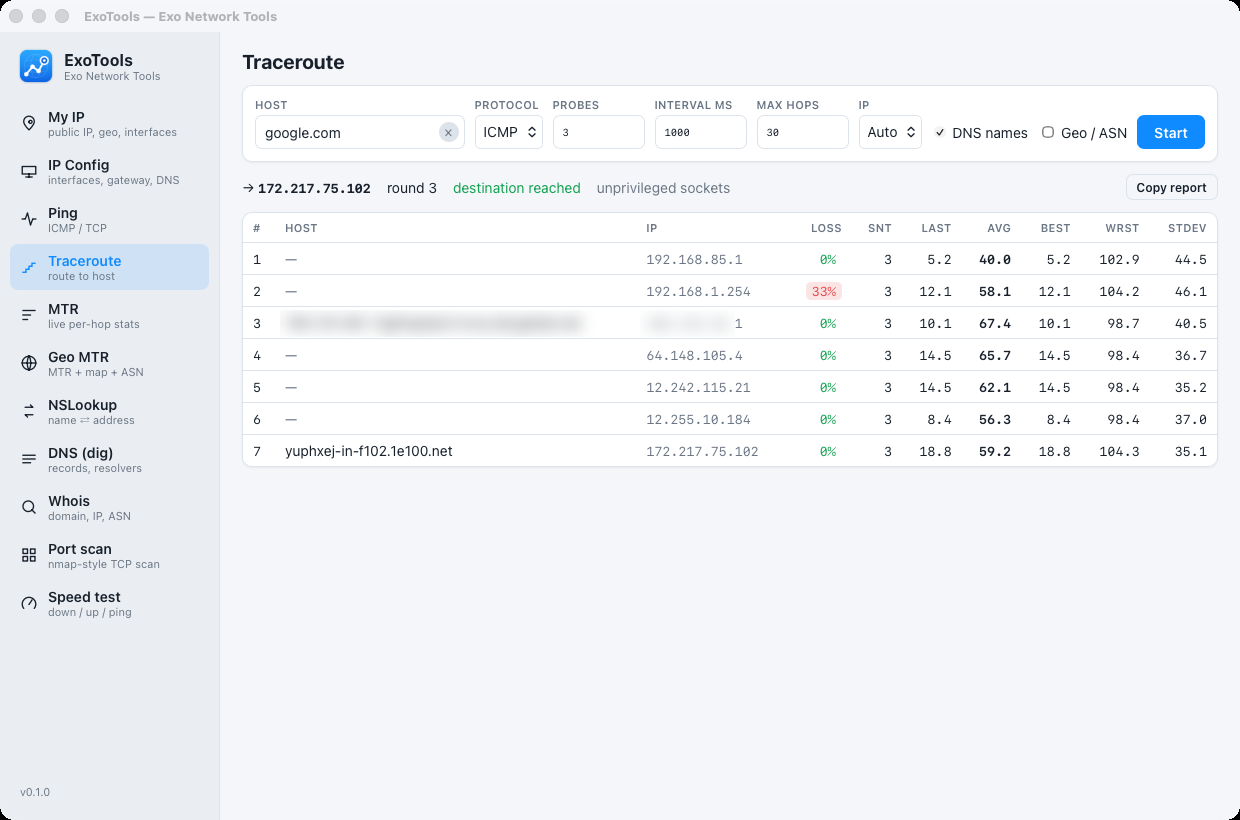 ExoTools — Exo Network Tools
ExoTools
Exo Network Tools
My IP
public IP, geo, interfaces
IP Config
interfaces, gateway, DNS
Ping
ICMP / TCP
Traceroute
route to host
MTR
live per-hop stats
Geo MTR
MTR + map + ASN
NSLookup
name ⇄ address
DNS (dig)
records, resolvers
Whois
domain, IP, ASN
Port scan
nmap-style TCP scan
Speed test
down / up / ping
v0.1.0
Traceroute
HOST PROTOCOL PROBES INTERVAL MS MAX HOPS IP
google.com x ICMP 3 1000 30 Auto ✓ DNS names Geo / ASN Start
→ 172.217.75.102 round 3 destination reached unprivileged sockets Copy report
# HOST IP LOSS SNT LAST AVG BEST WRST STDEV
1 — 192.168.85.1 0% 3 5.2 40.0 5.2 102.9 44.5
2 — 192.168.1.254 33% 3 12.1 58.1 12.1 104.2 46.1
3 1 0% 3 10.1 67.4 10.1 98.7 40.5
4 — 64.148.105.4 0% 3 14.5 65.7 14.5 98.4 36.7
5 — 12.242.115.21 0% 3 14.5 62.1 14.5 98.4 35.2
6 — 12.255.10.184 0% 3 8.4 56.3 8.4 98.4 37.0
7 yuphxej-in-f102.1e100.net 172.217.75.102 0% 3 18.8 59.2 18.8 104.3 35.1